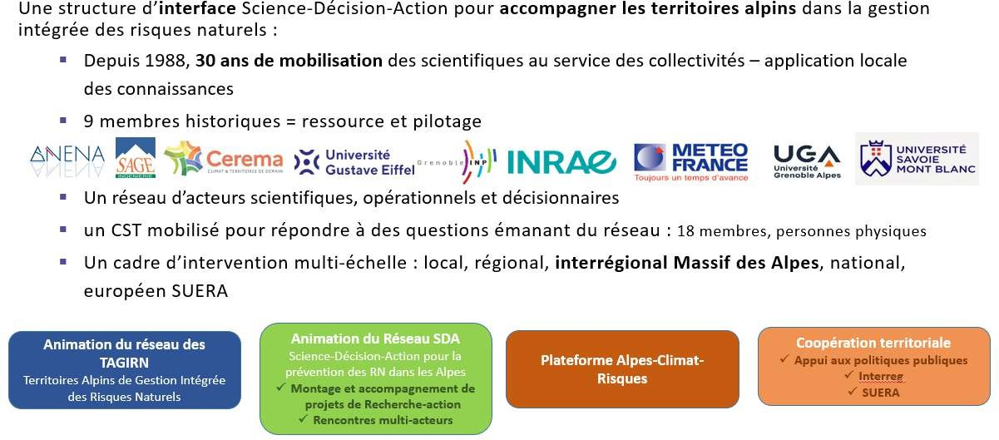 Une structure d'interface Science-Décision-Action pour accompagner les territoires alpins dans la gestion
intégrée des risques naturels :
▪ Depuis 1988, 30 ans de mobilisation des scientifiques au service des collectivités – application locale
des connaissances
▪ 9 membres historiques = ressource et pilotage
ANENA
SAGE
INGENIERIE
Cerema
CLIMAT & TERRITOIRES DE DEMAIN
Université
Gustave Eiffel
Grenoble INP
INRAE
METEO
FRANCE
Toujours un temps d'avance
UGA
Université
Grenoble Alpes
UNIVERSITÉ
SAVOIE
MONT BLANC
▪ Un réseau d'acteurs scientifiques, opérationnels et décisionnaires
▪ un CST mobilisé pour répondre à des questions émanant du réseau : 18 membres, personnes physiques
▪ Un cadre d'intervention multi-échelle : local, régional, interrégional Massif des Alpes, national,
européen SUERA
Animation du réseau des
TAGIRN
Territoires Alpins de Gestion Intégrée
des Risques Naturels
Animation du Réseau SDA
Science-Décision-Action pour la
prévention des RN dans les Alpes
✓ Montage et accompagnement de
projets de Recherche-action
✓ Rencontres multi-acteurs
Plateforme Alpes-Climat-
Risques
Coopération territoriale
✓ Appui aux politiques publiques
✓ Interreg
✓ SUERA